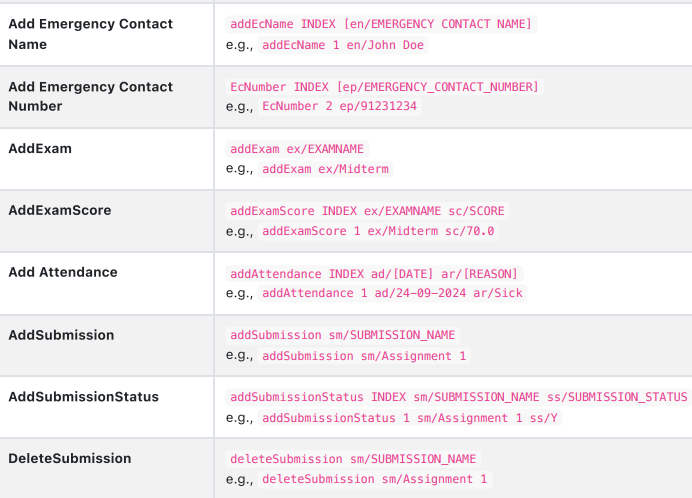 Add Emergency Contact
Name
addEcName INDEX [en/EMERGENCY CONTACT NAME]
e.g., addEcName 1 en/John Doe
Add Emergency Contact
Number
EcNumber INDEX [ep/EMERGENCY_CONTACT_NUMBER]
e.g., EcNumber 2 ep/91231234
AddExam
addExam ex/EXAMNAME
e.g., addExam ex/Midterm
AddExamScore
addExamScore INDEX ex/EXAMNAME sc/SCORE
e.g., addExamScore 1 ex/Midterm sc/70.0
Add Attendance
addAttendance INDEX ad/[DATE] ar/[REASON]
e.g., addAttendance 1 ad/24-09-2024 ar/Sick
AddSubmission
addSubmission sm/SUBMISSION_NAME
e.g., addSubmission sm/Assignment 1
AddSubmissionStatus
addSubmissionStatus INDEX sm/SUBMISSION_NAME ss/SUBMISSION_STATUS
e.g., addSubmissionStatus 1 sm/Assignment 1 ss/Y
DeleteSubmission
deleteSubmission sm/SUBMISSION_NAME
e.g., deleteSubmission sm/Assignment 1